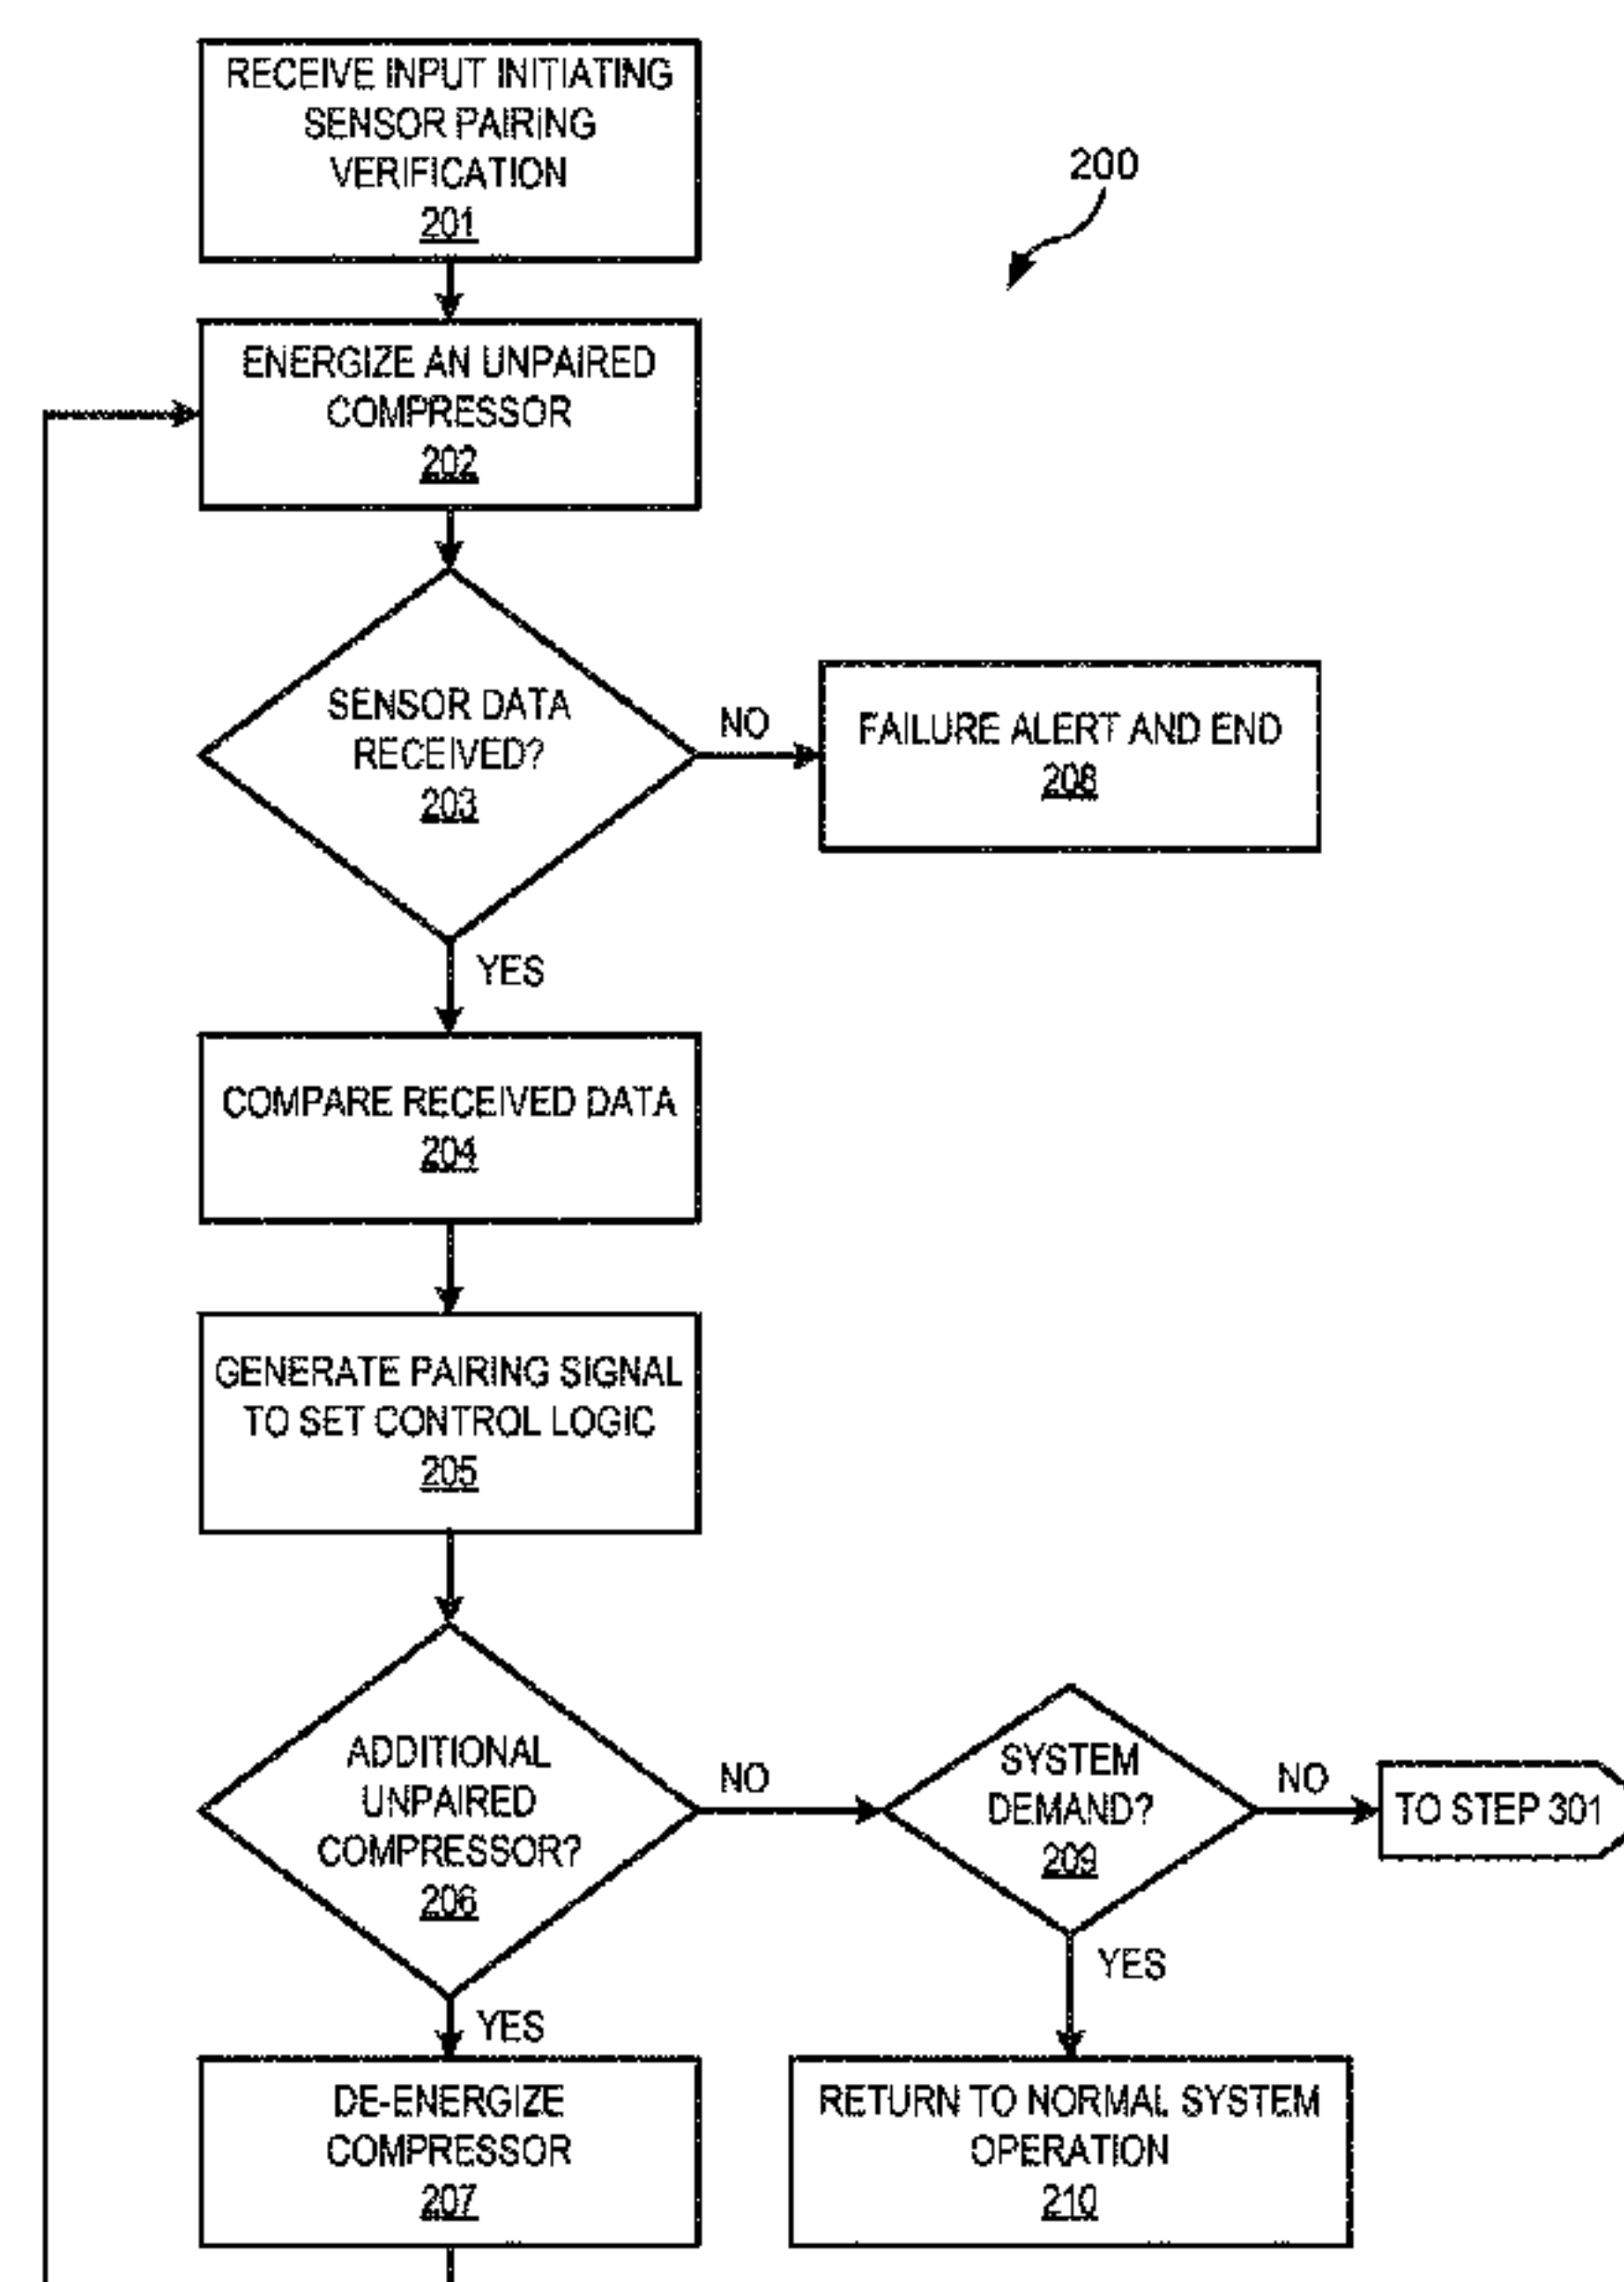 RECEIVE INPUT INITIATING
SENSOR PAIRING
VERIFICATION
201
200
ENERGIZE AN UNPAIRED
COMPRESSOR
202
SENSOR DATA
RECEIVED?
203
NO
FAILURE ALERT AND END
208
YES
COMPARE RECEIVED DATA
204
GENERATE PAIRING SIGNAL
TO SET CONTROL LOGIC
205
ADDITIONAL
UNPAIRED
COMPRESSOR?
206
NO
SYSTEM
DEMAND?
209
NO
TO STEP 301
YES
YES
DE-ENERGIZE
COMPRESSOR
207
RETURN TO NORMAL SYSTEM
OPERATION
210